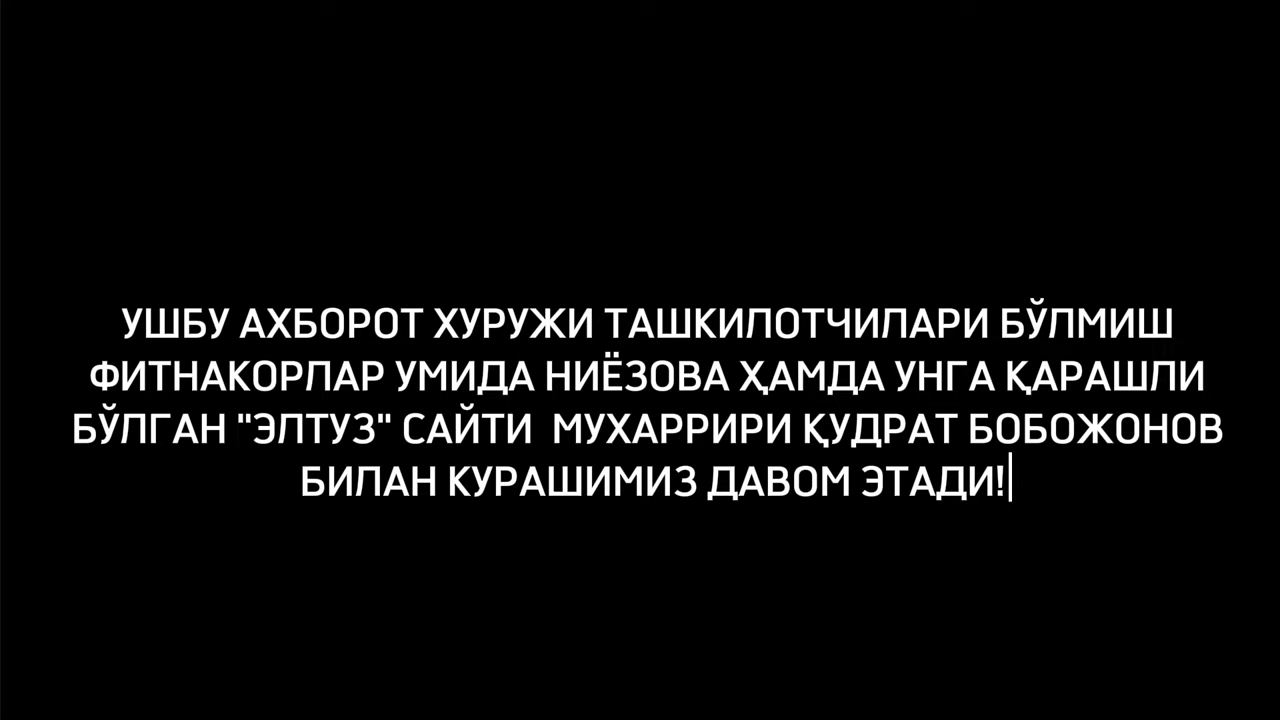 УШБУ АХБОРОТ ХУРУЖИ ТАШКИЛОТЧИЛАРИ БЎЛМИШ
ФИТНАКОРЛАР УМИДА НИЁЗОВА ҲАМДА УНГА ҚАРАШЛИ
БЎЛГАН "ЭЛТУЗ" САЙТИ МУХАРРИРИ ҚУДРАТ БОБОЖОНОВ
БИЛАН КУРАШИМИЗ ДАВОМ ЭТАДИ!